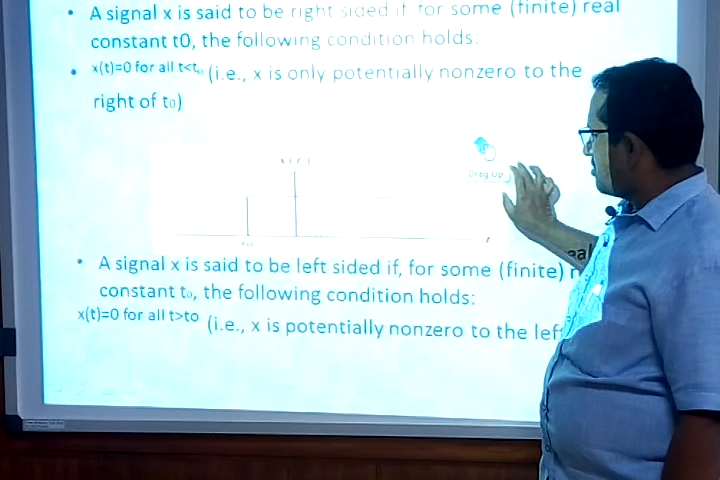 • A signal x is said to be right sided if, for some (finite) real
constant t0, the following condition holds:
• x(t)=0 for all t<t₀ (i.e., x is only potentially nonzero to the
right of t₀)
Drag Up
• A signal x is said to be left sided if, for some (finite)
constant t₀, the following condition holds:
x(t)=0 for all t>to (i.e., x is potentially nonzero to the